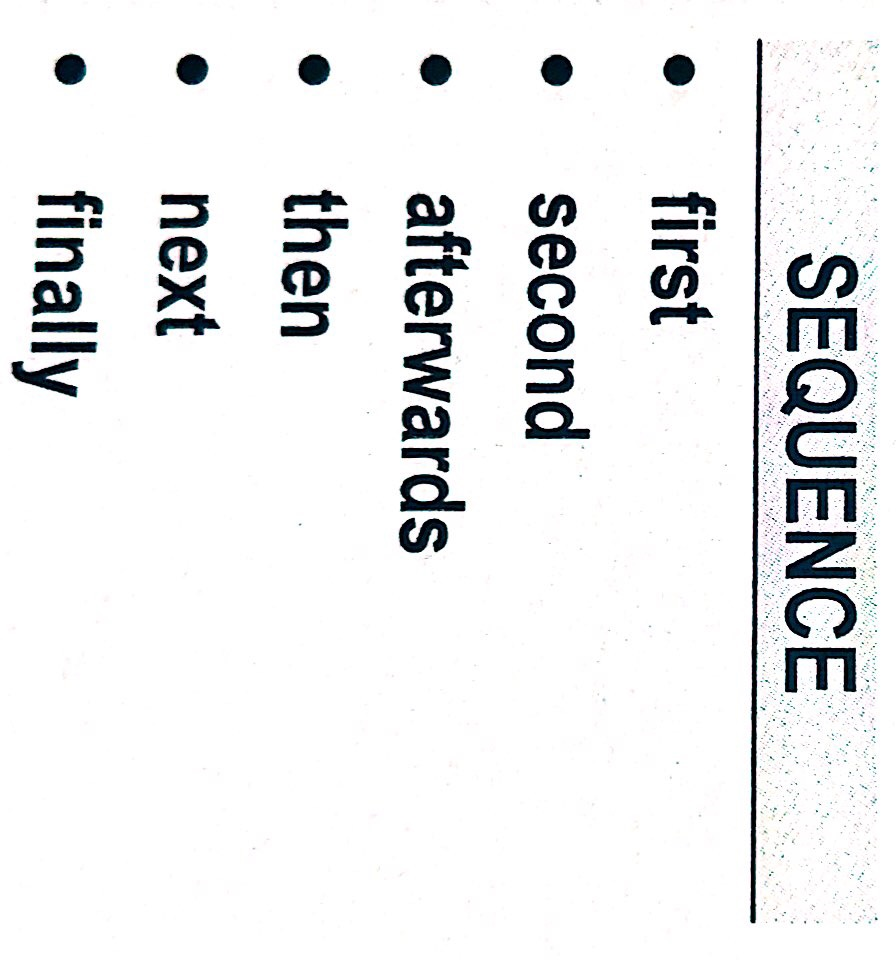 SEQUENCE
• first
• second
• afterwards
• then
• next
• finally